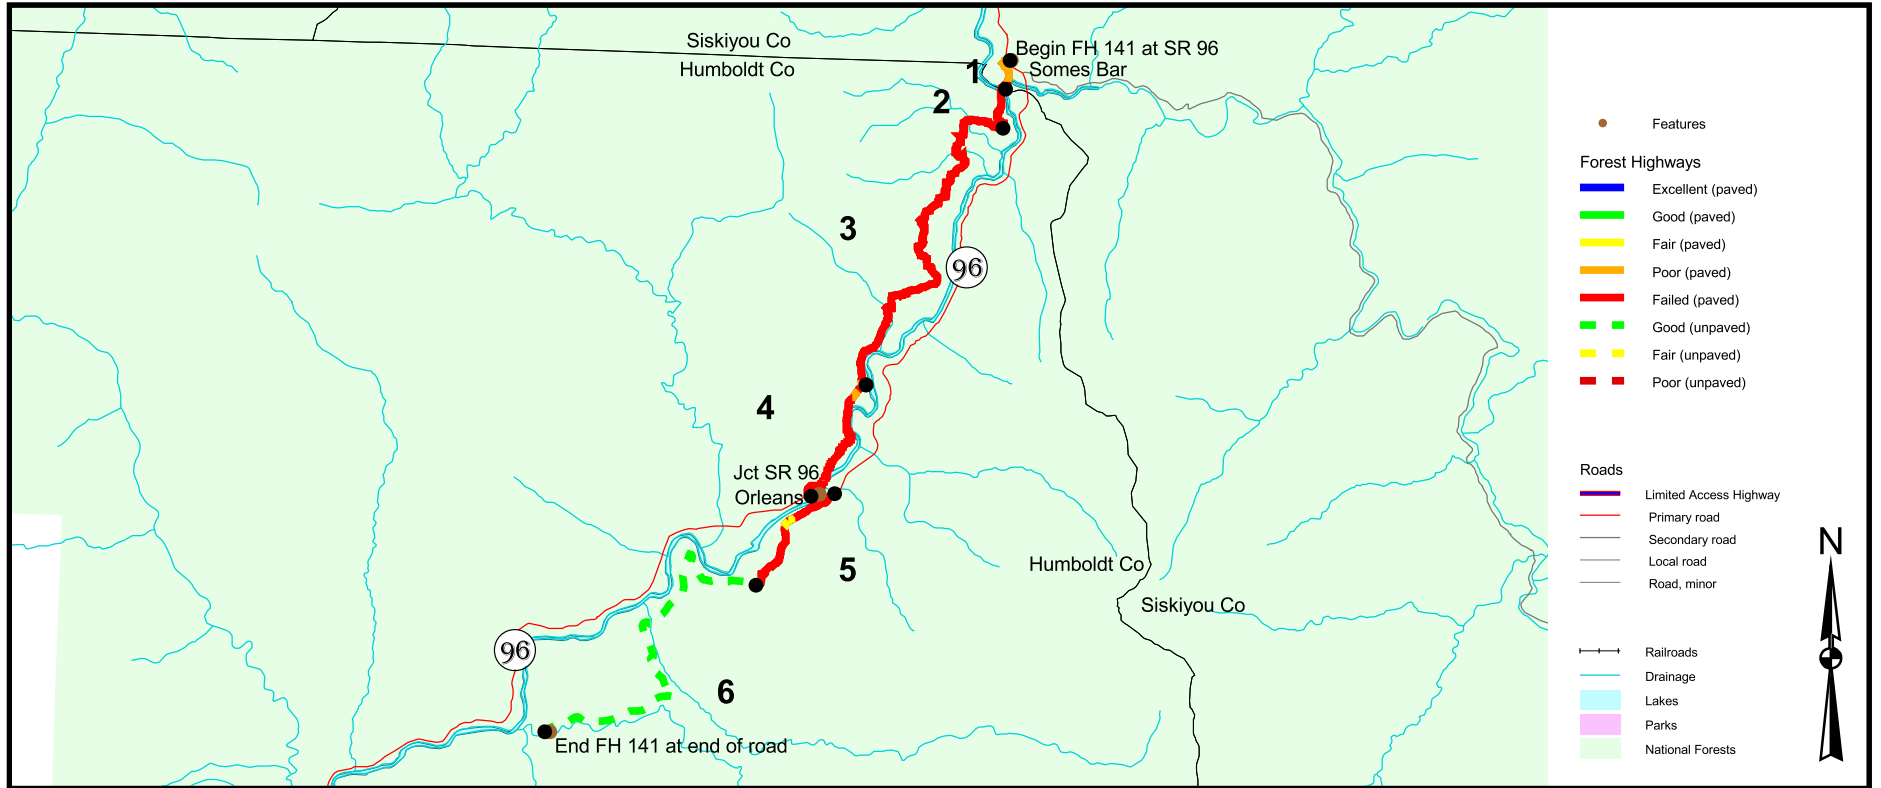 Siskiyou Co
Humboldt Co
Begin FH 141 at SR 96
Somes Bar
1
2
3
96
4
Jct SR 96
Orleans
5
Humboldt Co
Siskiyou Co
96
6
End FH 141 at end of road
Features
Forest Highways
Excellent (paved)
Good (paved)
Fair (paved)
Poor (paved)
Failed (paved)
Good (unpaved)
Fair (unpaved)
Poor (unpaved)
Roads
Limited Access Highway
Primary road
Secondary road
Local road
Road, minor
Railroads
Drainage
Lakes
Parks
National Forests
N